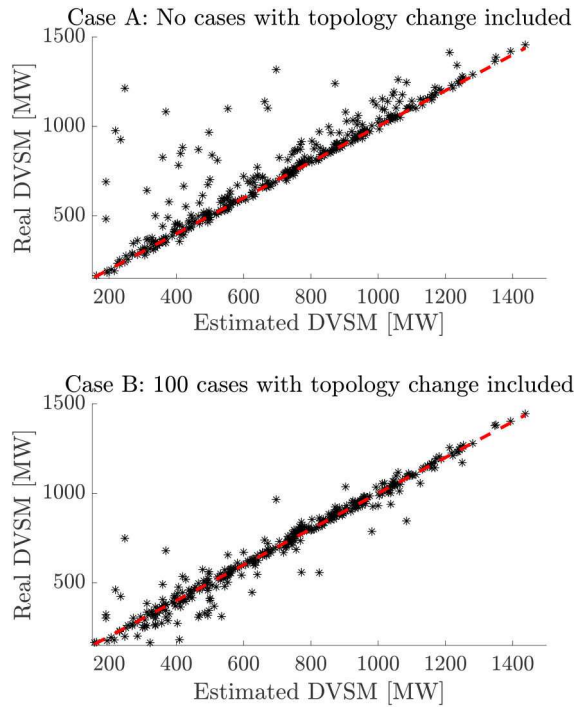 Case A: No cases with topology change included
1500
1000
500
Real DVSM [MW]
200 400 600 800 1000 1200 1400
Estimated DVSM [MW]
Case B: 100 cases with topology change included
1500
1000
500
Real DVSM [MW]
200 400 600 800 1000 1200 1400
Estimated DVSM [MW]